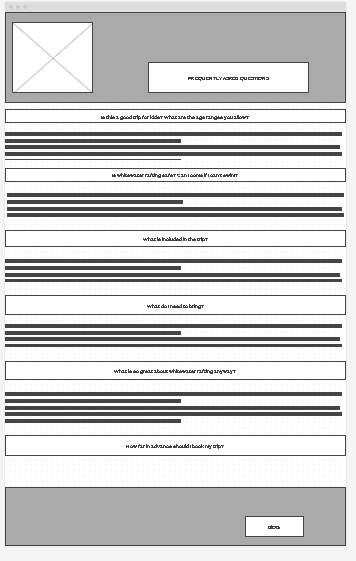 FREQUENTLY ASKED QUESTIONS
Is this a good trip for kids? What are the age ranges you allow?
Is whitewater rafting safe? Can I come if I can't swim?
What is included in the trip?
What do I need to bring?
What is so great about whitewater rafting anyway?
How far in advance should I book my trip?